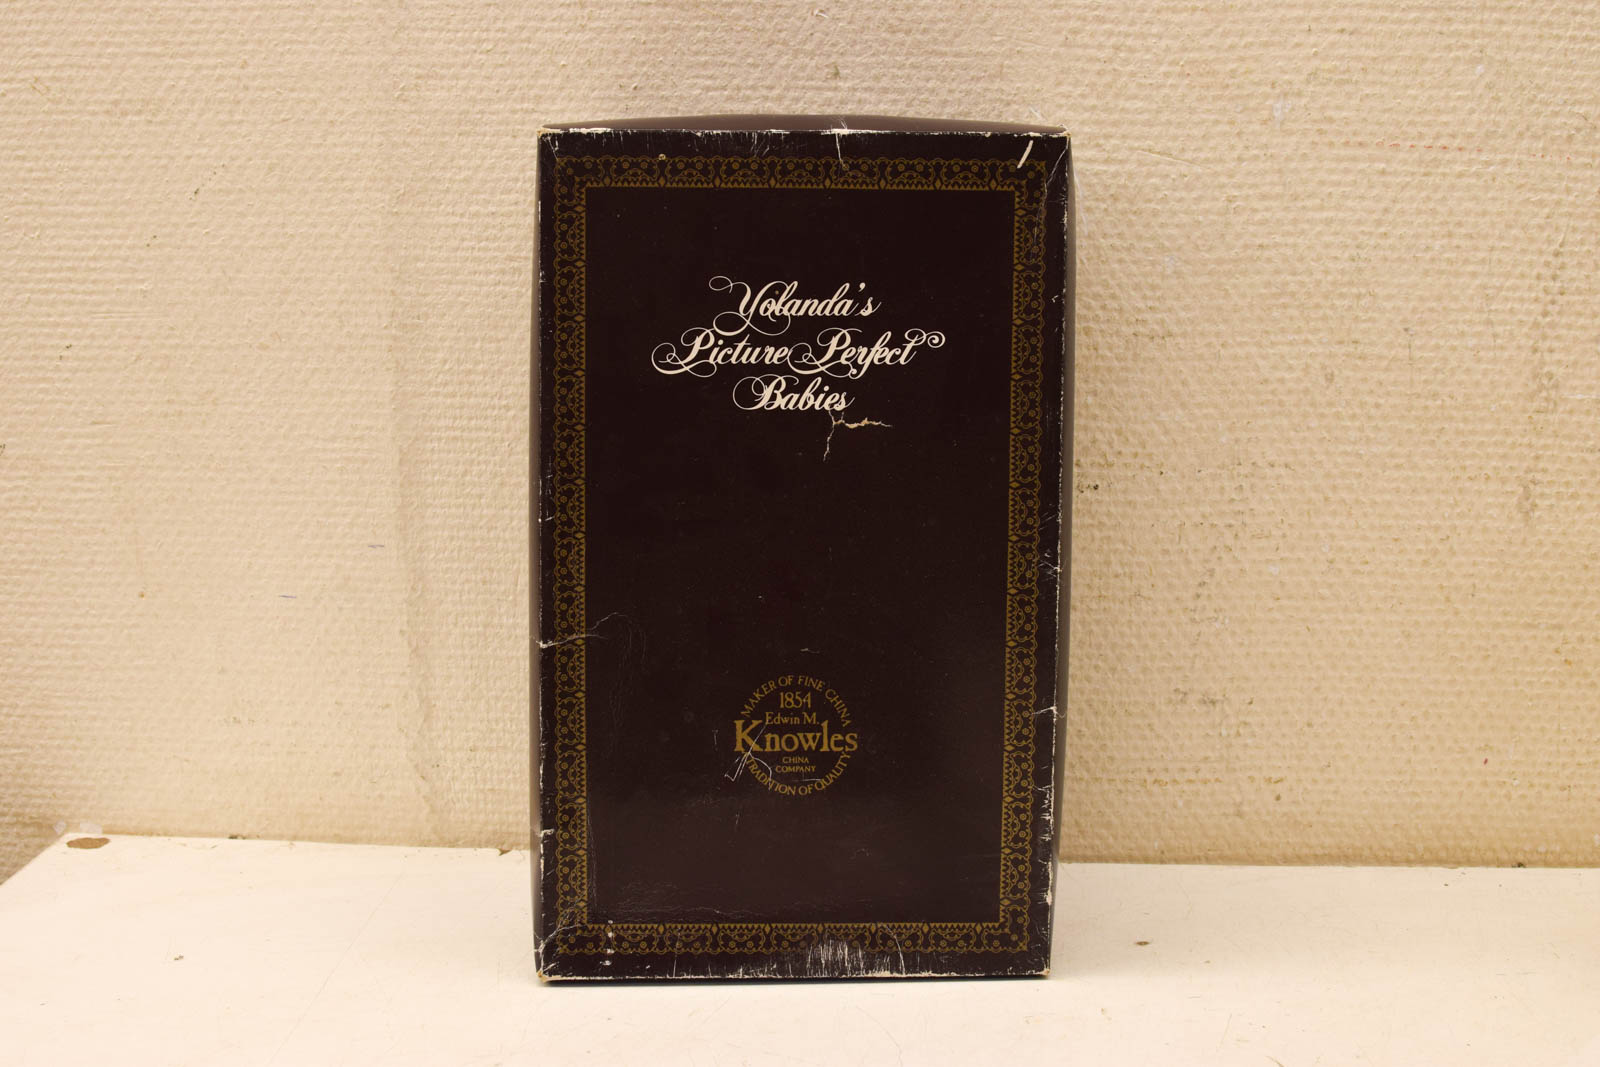 Yolanda's
Picture Perfect
Babies
MAKER OF FINE CHINA
1854
Edwin M.
Knowles
CHINA
COMPANY
TRADITION OF QUALITY